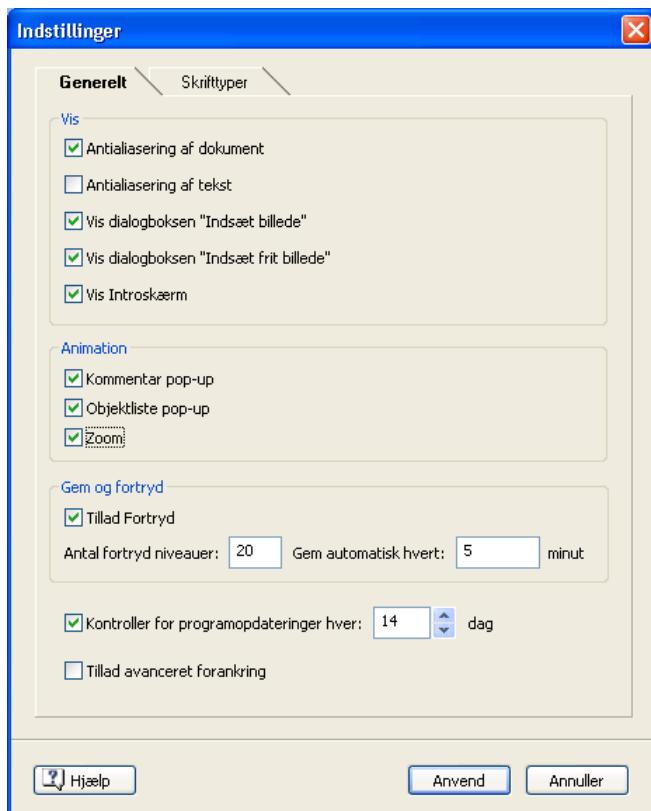 Indstillinger
Generelt Skrifttyper
Vis
Antialiasering af dokument
Antialiasering af tekst
Vis dialogboksen "Indsæt billede"
Vis dialogboksen "Indsæt frit billede"
Vis Introskærm
Animation
Kommentar pop-up
Objektliste pop-up
Zoom
Gem og fortryd
Tillad Fortryd
Antal fortryd niveauer: 20 Gem automatisk hvert: 5 minut
Kontroller for programopdateringer hver: 14 dag
Tillad avanceret forankring
Hjælp Anvend Annuller